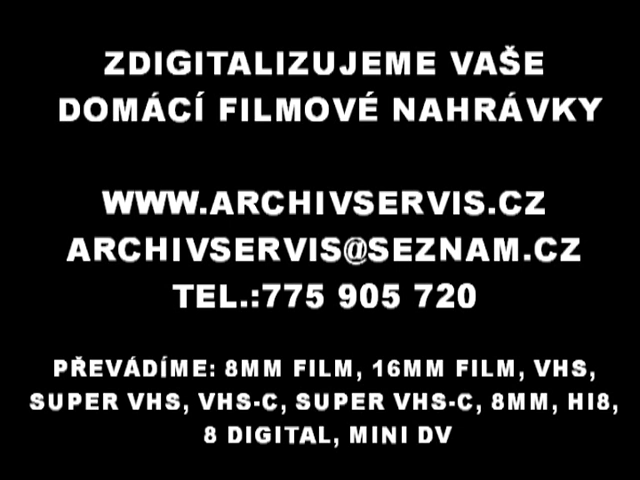 ZDIGITALIZUJEME VAŠE
DOMÁCÍ FILMOVÉ NAHRÁVKY
WWW.ARCHIVSERVIS.CZ
ARCHIVSERVIS@SEZNAM.CZ
TEL.:775 905 720
PŘEVÁDÍME: 8MM FILM, 16MM FILM, VHS,
SUPER VHS, VHS-C, SUPER VHS-C, 8MM, HI8,
8 DIGITAL, MINI DV